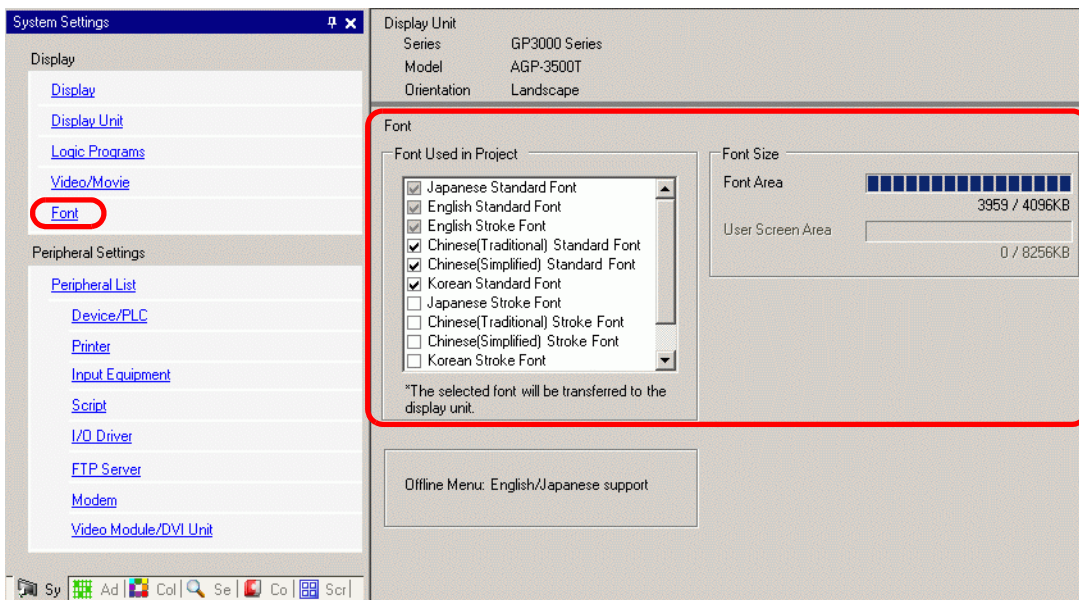 System Settings
Display
Display
Display Unit
Logic Programs
Video/Movie
Font
Peripheral Settings
Peripheral List
Device/PLC
Printer
Input Equipment
Script
I/O Driver
FTP Server
Modem
Video Module/DVI Unit
Sy Ad Col Se Co Scr
Display Unit
Series GP3000 Series
Model AGP-3500T
Orientation Landscape
Font
Font Used in Project
Japanese Standard Font
English Standard Font
English Stroke Font
Chinese(Traditional) Standard Font
Chinese(Simplified) Standard Font
Korean Standard Font
Japanese Stroke Font
Chinese(Traditional) Stroke Font
Chinese(Simplified) Stroke Font
Korean Stroke Font
*The selected font will be transferred to the
display unit.
Font Size
Font Area
3959 / 4096KB
User Screen Area
0 / 8256KB
Offline Menu: English/Japanese support